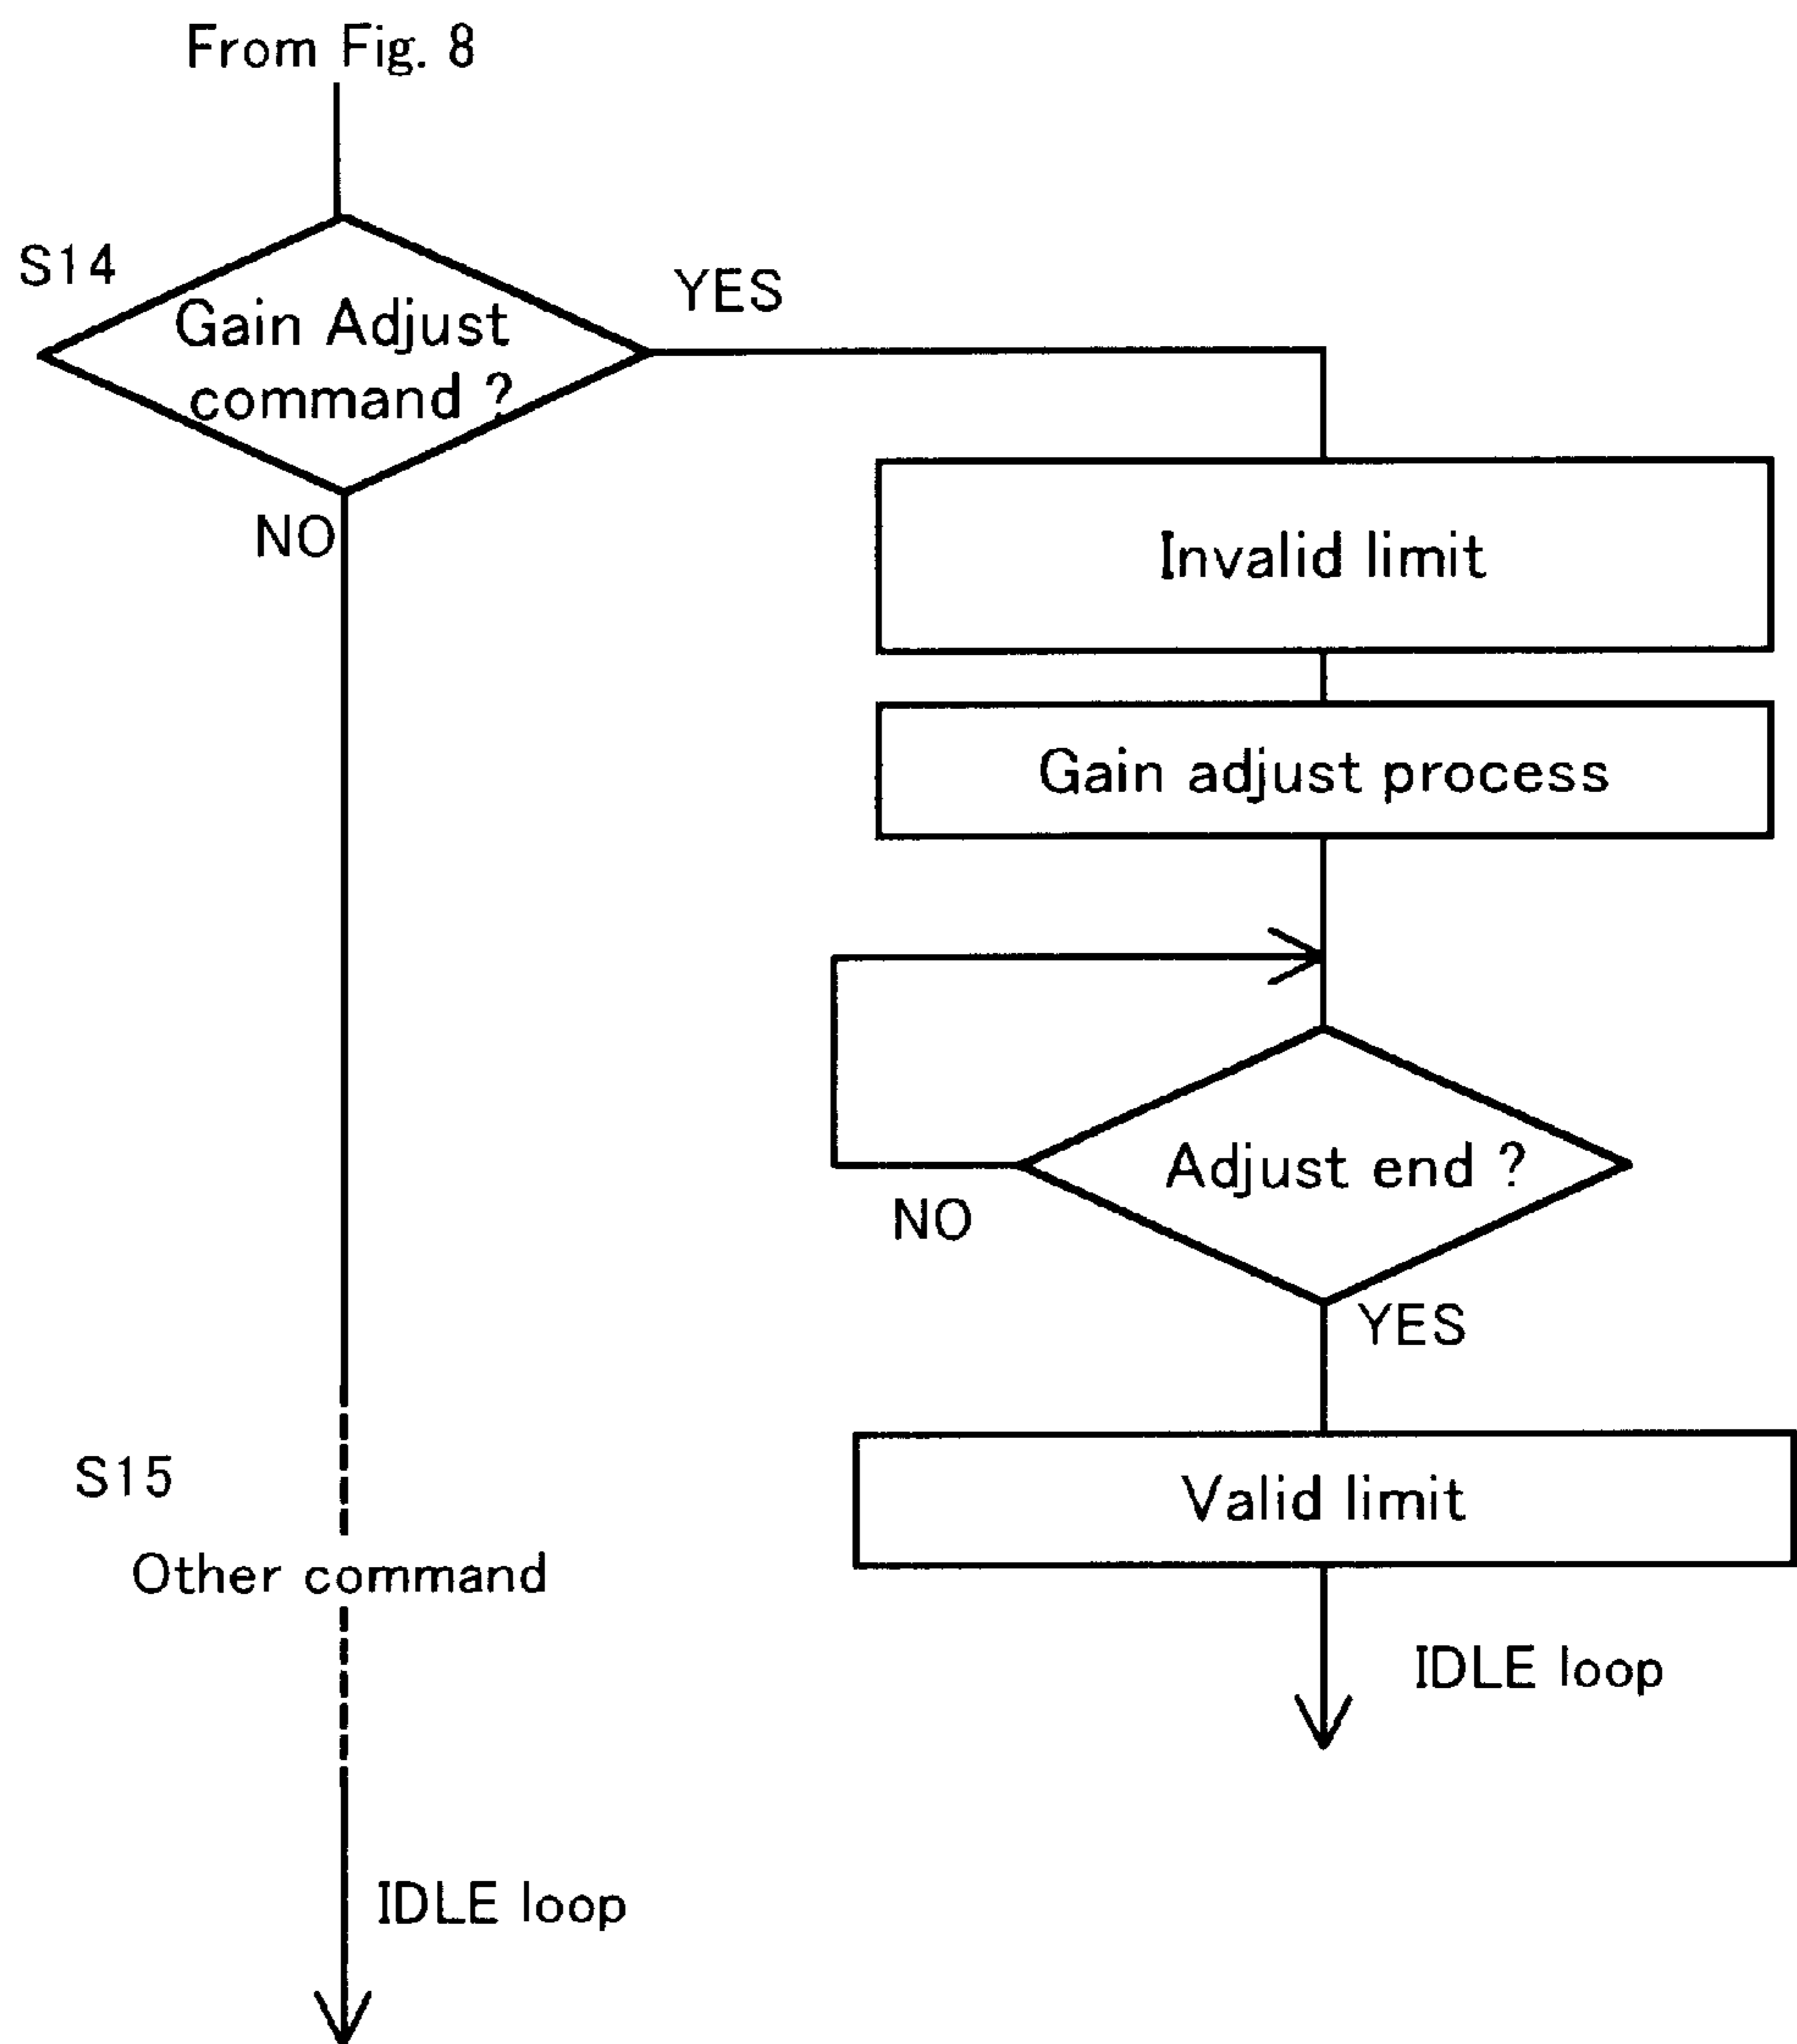 From Fig. 8
S14
Gain Adjust
command ?
YES
NO
Invalid limit
Gain adjust process
Adjust end ?
NO
YES
S15
Valid limit
Other command
IDLE loop
IDLE loop